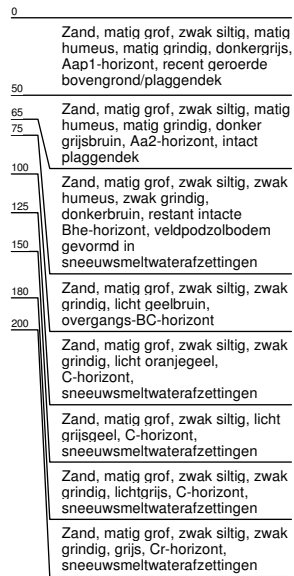 0
Zand, matig grof, zwak siltig, matig
humeus, matig grindig, donkergrijs,
Aap1-horizont, recent geroerde
bovengrond/plaggendek
50
Zand, matig grof, zwak siltig, matig
humeus, matig grindig, donker
grijsbruin, Aa2-horizont, intact
plaggendek
65
75
Zand, matig grof, zwak siltig, zwak
humeus, zwak grindig,
donkerbruin, restant intacte
Bhe-horizont, veldpodzolbodem
gevormd in
sneeuwsmeltwaterafzettingen
100
Zand, matig grof, zwak siltig, zwak
grindig, licht geelbruin,
overgangs-BC-horizont
125
Zand, matig grof, zwak siltig, zwak
grindig, licht oranjegeel,
C-horizont,
sneeuwsmeltwaterafzettingen
150
Zand, matig grof, zwak siltig, licht
grijsgeel, C-horizont,
sneeuwsmeltwaterafzettingen
180
Zand, matig grof, zwak siltig, zwak
grindig, lichtgrijs, C-horizont,
sneeuwsmeltwaterafzettingen
200
Zand, matig grof, zwak siltig, zwak
grindig, grijs, Cr-horizont,
sneeuwsmeltwaterafzettingen